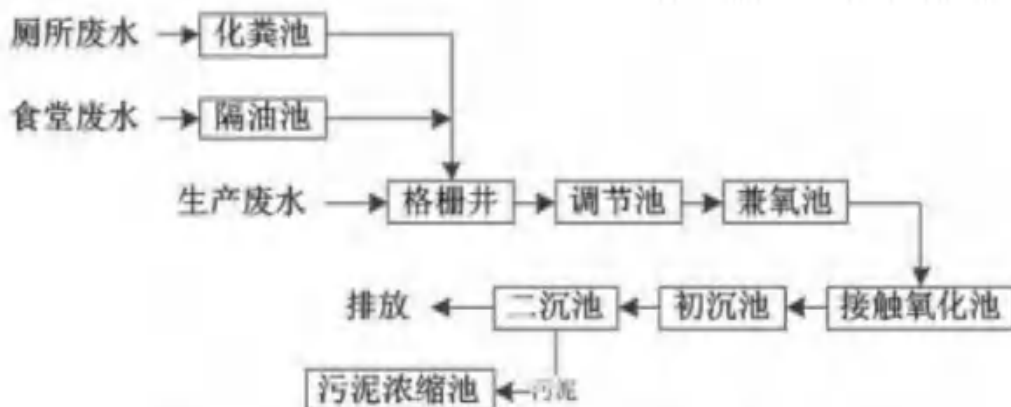 厕所废水 化粪池
食堂废水 隔油池
生产废水 格栅井 调节池 兼氧池
排放 二沉池 初沉池 接触氧化池
污泥浓缩池 污泥